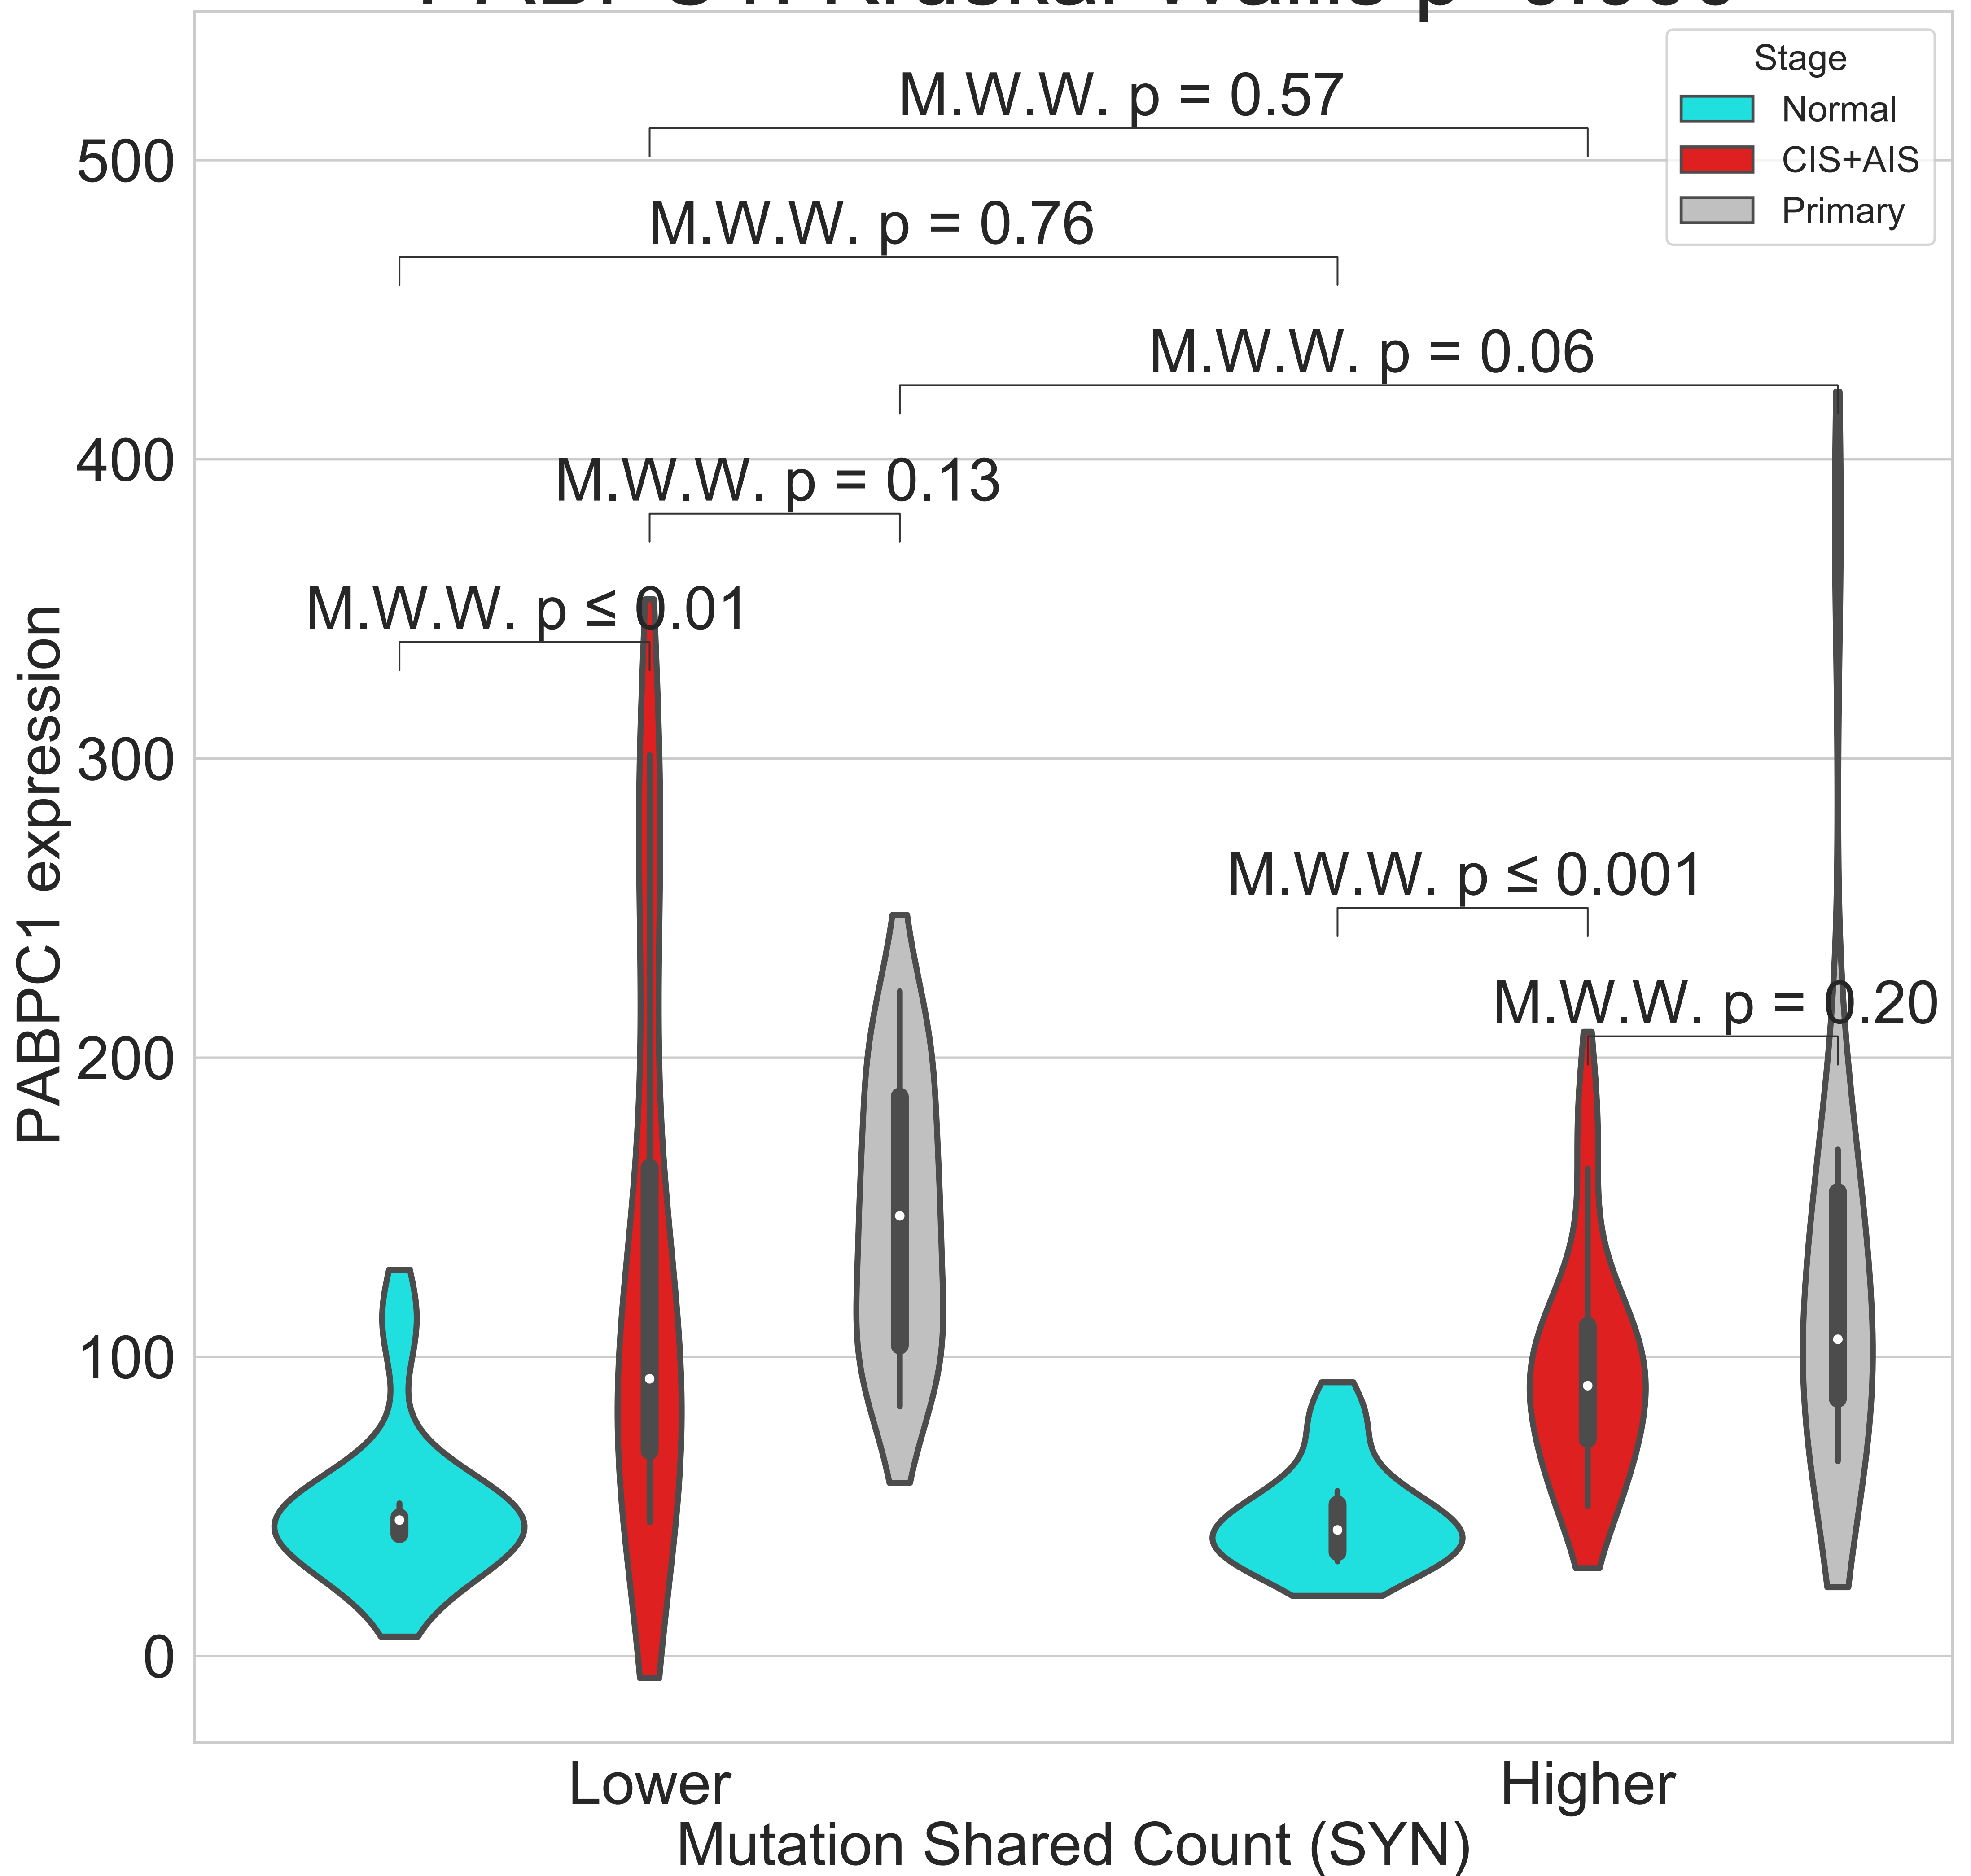 Stage
Normal
CIS+AIS
Primary
M.W.W. p = 0.57
M.W.W. p = 0.76
M.W.W. p = 0.06
M.W.W. p = 0.13
M.W.W. p ≤ 0.01
M.W.W. p ≤ 0.001
M.W.W. p = 0.20
PABPC1 expression
500
400
300
200
100
0
Lower
Higher
Mutation Shared Count (SYN)